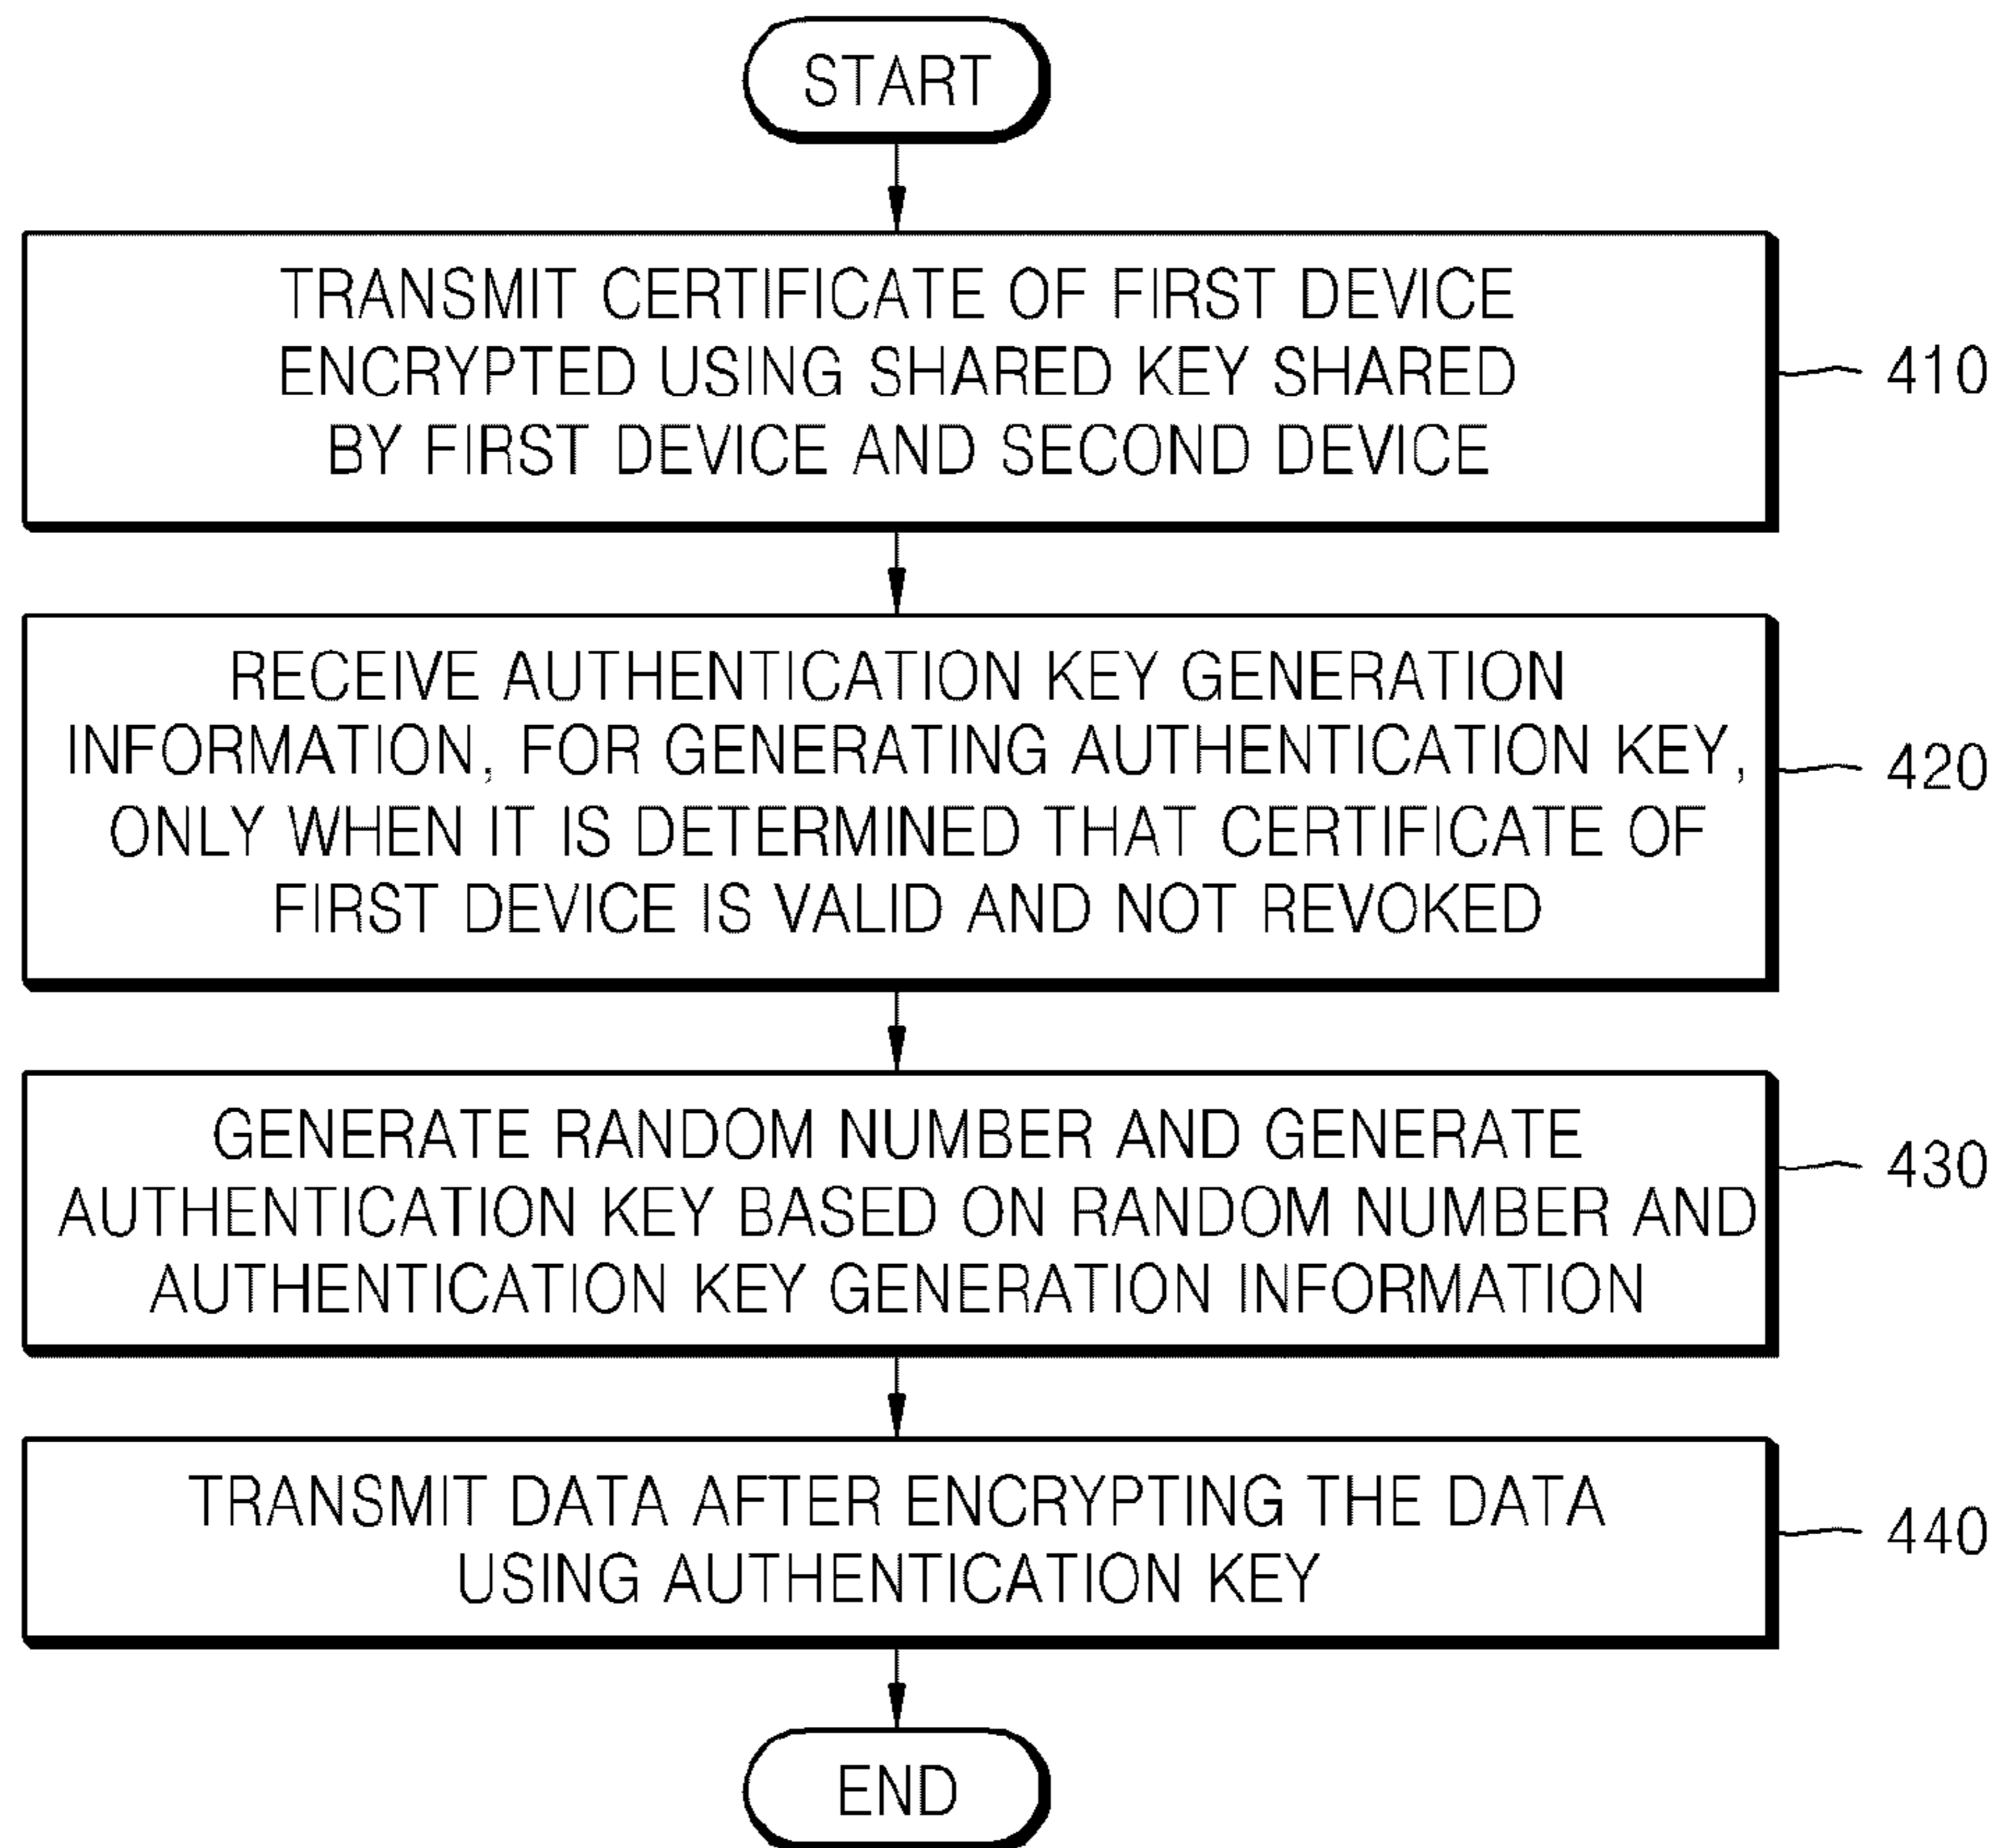 START
TRANSMIT CERTIFICATE OF FIRST DEVICE
ENCRYPTED USING SHARED KEY SHARED
BY FIRST DEVICE AND SECOND DEVICE
410
RECEIVE AUTHENTICATION KEY GENERATION
INFORMATION, FOR GENERATING AUTHENTICATION KEY,
ONLY WHEN IT IS DETERMINED THAT CERTIFICATE OF
FIRST DEVICE IS VALID AND NOT REVOKED
420
GENERATE RANDOM NUMBER AND GENERATE
AUTHENTICATION KEY BASED ON RANDOM NUMBER AND
AUTHENTICATION KEY GENERATION INFORMATION
430
TRANSMIT DATA AFTER ENCRYPTING THE DATA
USING AUTHENTICATION KEY
440
END